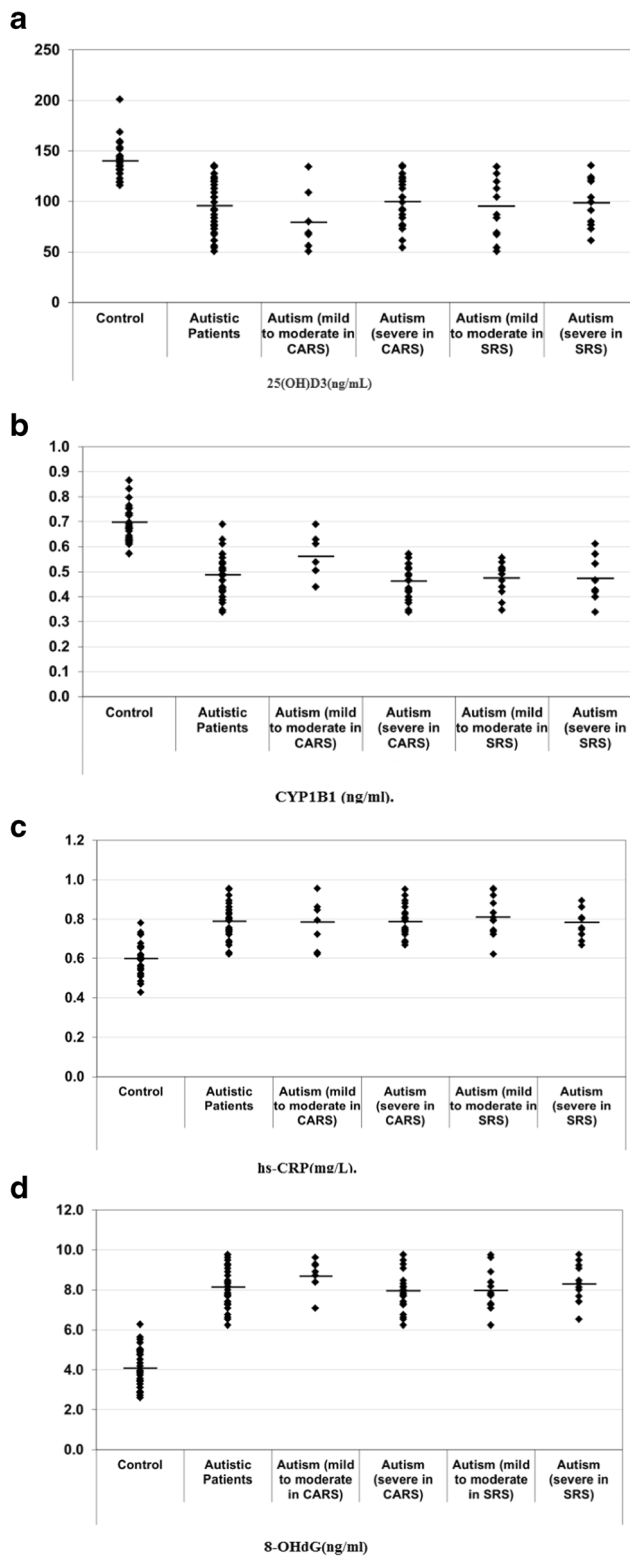 a
250
200
150
100
50
0
Control Autistic Autism (mild Autism Autism (mild Autism
Patients to moderate in (severe in to moderate in (severe in
CARS) CARS) SRS) SRS)
25(OH)D3(ng/mL)
b
1.0
0.9
0.8
0.7
0.6
0.5
0.4
0.3
0.2
0.1
0.0
Control Autistic Autism (mild Autism Autism (mild Autism
Patients to moderate in (severe in to moderate in (severe in
CARS) CARS) SRS) SRS)
CYP1B1 (ng/ml).
c
1.2
1.0
0.8
0.6
0.4
0.2
0.0
Control Autistic Autism (mild Autism Autism (mild Autism
Patients to moderate in (severe in to moderate in (severe in
CARS) CARS) SRS) SRS)
hs-CRP(mg/L).
d
12.0
10.0
8.0
6.0
4.0
2.0
0.0
Control Autistic Autism (mild Autism Autism (mild Autism
Patients to moderate (severe in to moderate (severe in
in CARS) CARS) in SRS) SRS)
8-OHdG(ng/ml)